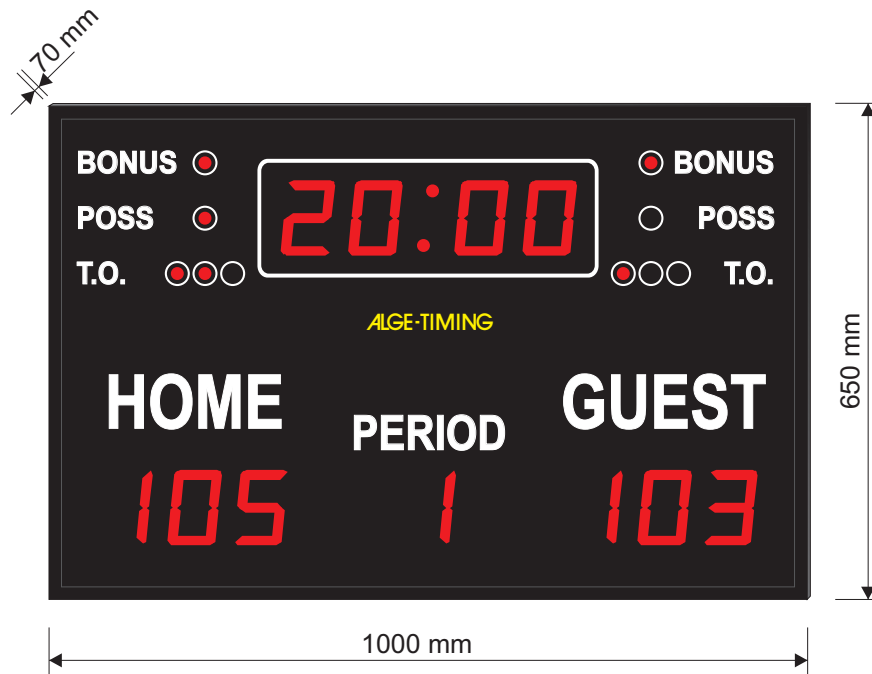 70 mm
BONUS 20:00 BONUS
POSS POSS
T.O. T.O.
ALGE-TIMING
HOME GUEST
PERIOD
650 mm
105 1 103
1000 mm